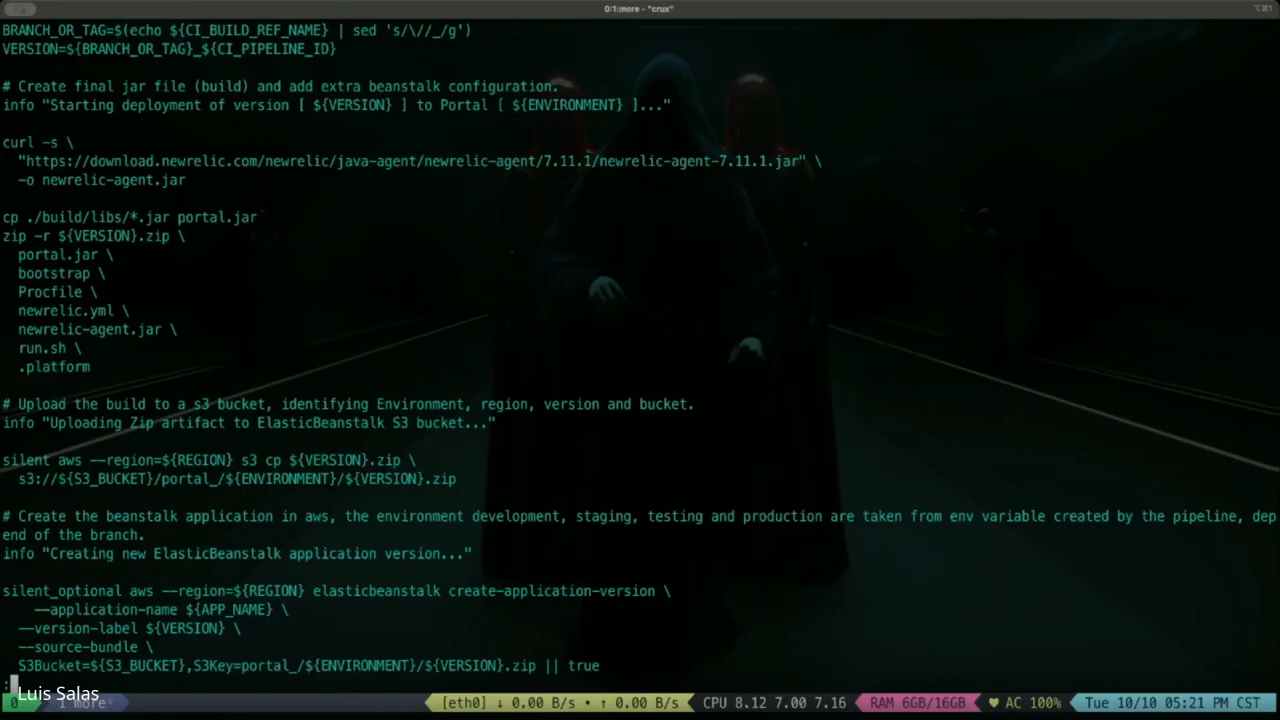 0:1:more - "crux"
⌥⌘1
BRANCH_OR_TAG=$(echo ${CI_BUILD_REF_NAME} | sed 's/\//_/g')
VERSION=${BRANCH_OR_TAG}_${CI_PIPELINE_ID}
# Create final jar file (build) and add extra beanstalk configuration.
info "Starting deployment of version [ ${VERSION} ] to Portal [ ${ENVIRONMENT} ]..."
curl -s \
"https://download.newrelic.com/newrelic/java-agent/newrelic-agent/7.11.1/newrelic-agent-7.11.1.jar" \
-o newrelic-agent.jar
cp ./build/libs/*.jar portal.jar
zip -r ${VERSION}.zip \
portal.jar \
bootstrap \
Procfile \
newrelic.yml \
newrelic-agent.jar \
run.sh \
.platform
# Upload the build to a s3 bucket, identifying Environment, region, version and bucket.
info "Uploading Zip artifact to ElasticBeanstalk S3 bucket..."
silent aws --region=${REGION} s3 cp ${VERSION}.zip \
s3://${S3_BUCKET}/portal_/${ENVIRONMENT}/${VERSION}.zip
# Create the beanstalk application in aws, the environment development, staging, testing and production are taken from env variable created by the pipeline, dep
end of the branch.
info "Creating new ElasticBeanstalk application version..."
silent_optional aws --region=${REGION} elasticbeanstalk create-application-version \
--application-name ${APP_NAME} \
--version-label ${VERSION} \
--source-bundle \
S3Bucket=${S3_BUCKET},S3Key=portal_/${ENVIRONMENT}/${VERSION}.zip || true
:
Luis Salas
0 1 more* [eth0] ↓ 0.00 B/s • ↑ 0.00 B/s CPU 8.12 7.00 7.16 RAM 6GB/16GB ♥ AC 100% Tue 10/10 05:21 PM CST